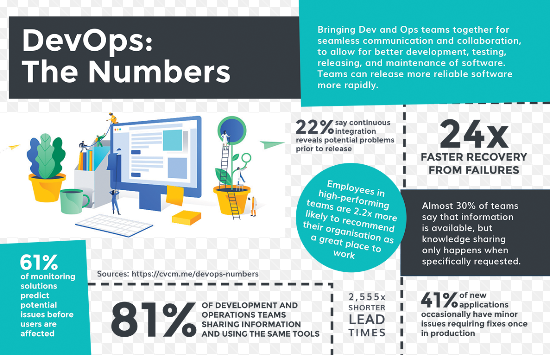 DevOps:
The Numbers
Bringing Dev and Ops teams together for
seamless communication and collaboration,
to allow for better development, testing,
releasing, and maintenance of software.
Teams can release more reliable software
more rapidly.
22% say continuous
integration
reveals potential problems
prior to release
24x
FASTER RECOVERY
FROM FAILURES
Employees in
high-performing
teams are 2.2x more
likely to recommend
their organisation as
a great place to
work
Almost 30% of teams
say that information
is available, but
knowledge sharing
only happens when
specifically requested.
61%
of monitoring
solutions
predict
potential
issues before
users are
affected
Sources: https://cvcm.me/devops-numbers
81%
OF DEVELOPMENT AND
OPERATIONS TEAMS
SHARING INFORMATION
AND USING THE SAME TOOLS
2,555x
SHORTER
LEAD
TIMES
41% of new
applications
occasionally have minor
issues requiring fixes once
in production